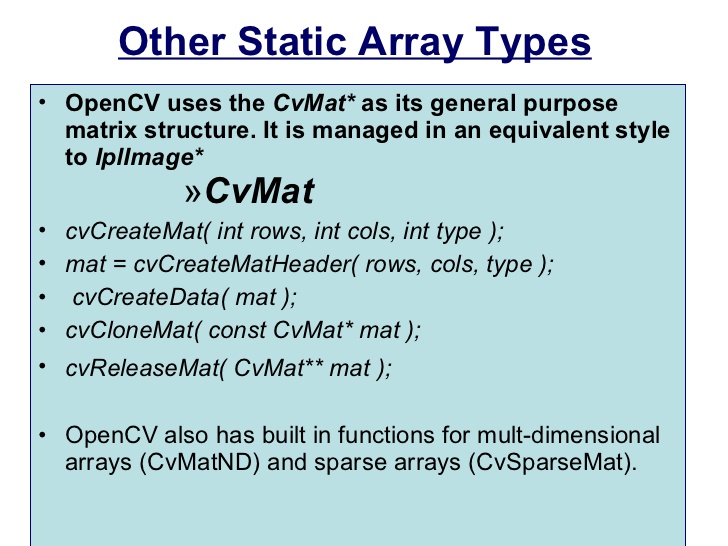 Other Static Array Types
• OpenCV uses the CvMat* as its general purpose
matrix structure. It is managed in an equivalent style
to IplImage*
»CvMat
• cvCreateMat( int rows, int cols, int type );
• mat = cvCreateMatHeader( rows, cols, type );
• cvCreateData( mat );
• cvCloneMat( const CvMat* mat );
• cvReleaseMat( CvMat** mat );
• OpenCV also has built in functions for mult-dimensional
arrays (CvMatND) and sparse arrays (CvSparseMat).